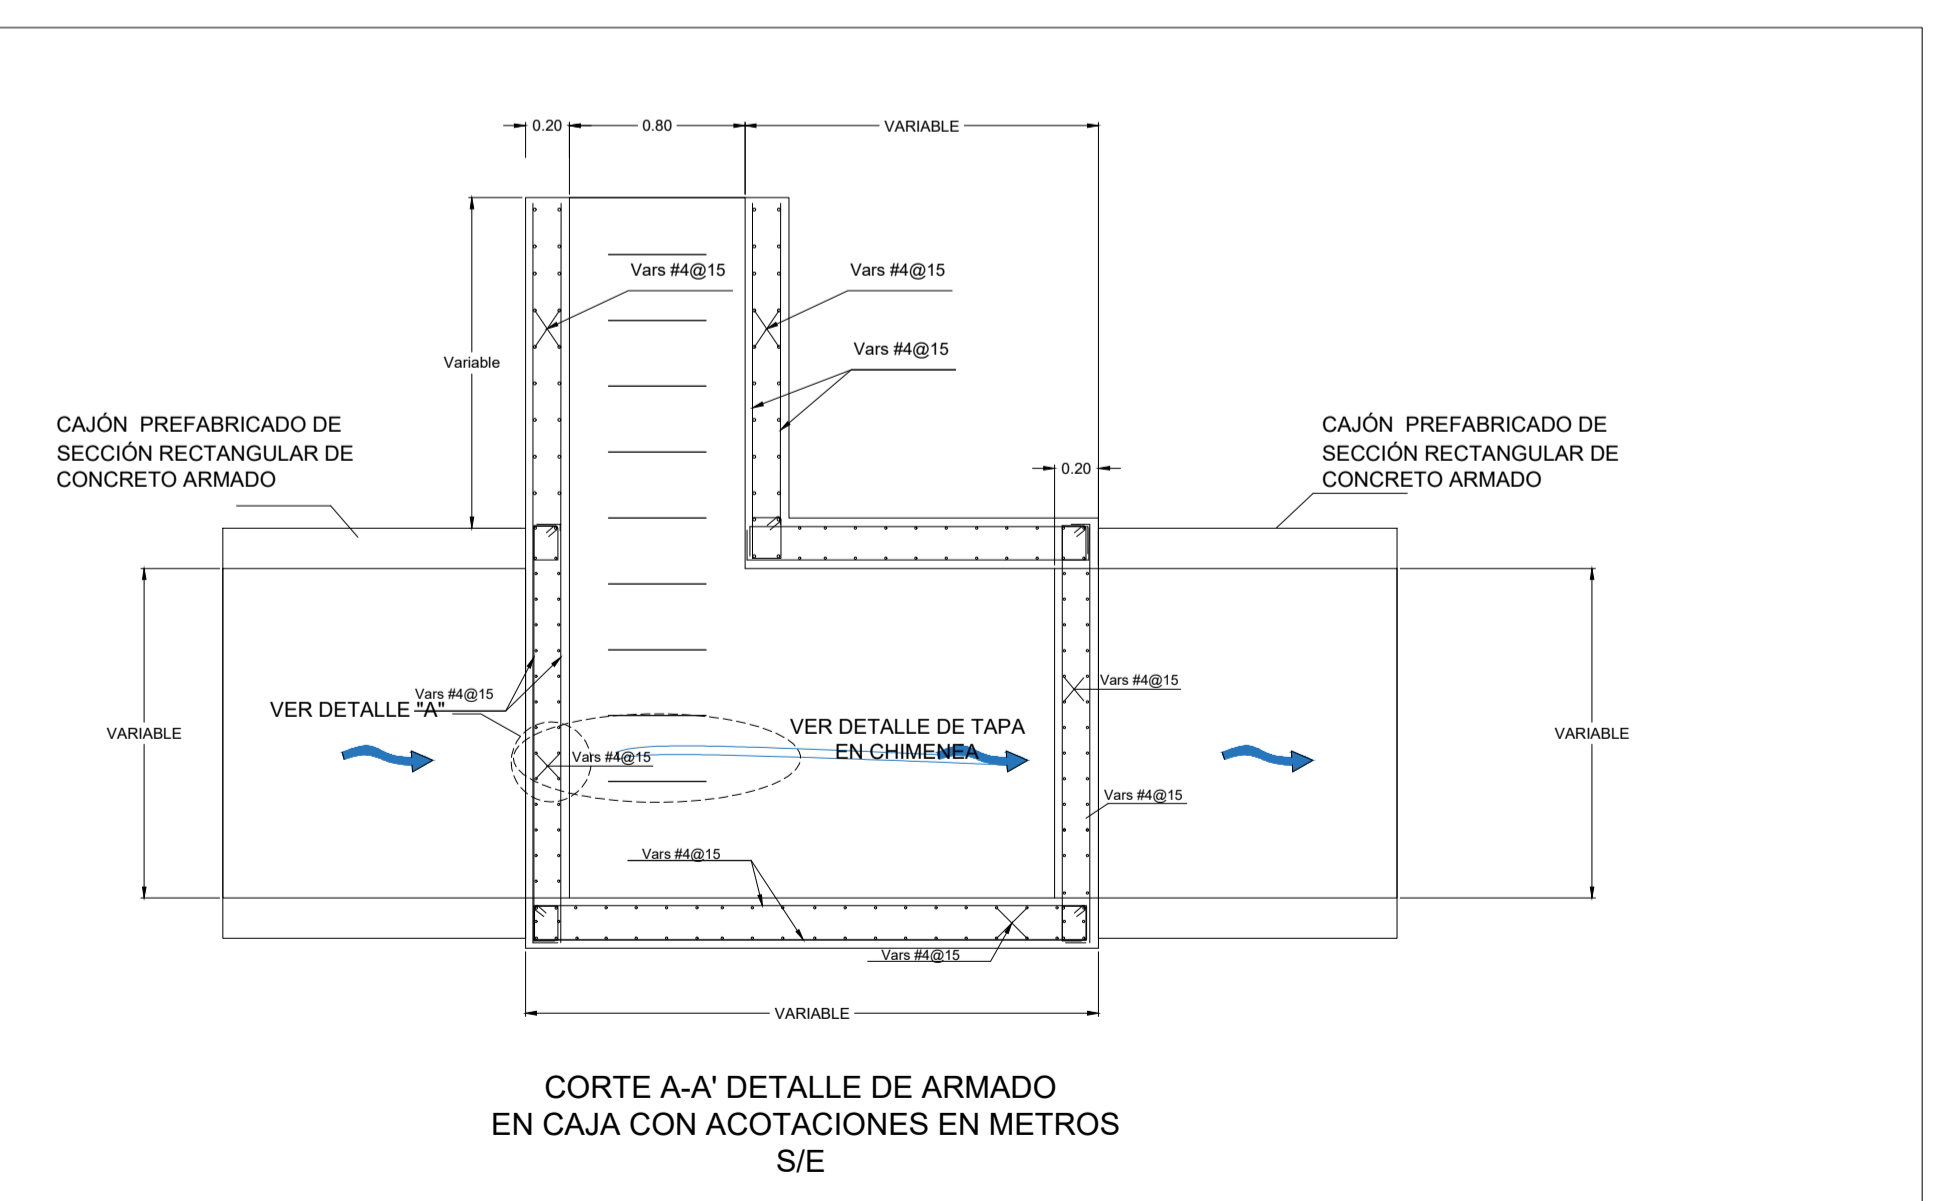 0.20
0.80
VARIABLE
Vars #4@15
Vars #4@15
Vars #4@15
Variable
CAJÓN PREFABRICADO DE
SECCIÓN RECTANGULAR DE
CONCRETO ARMADO
CAJÓN PREFABRICADO DE
SECCIÓN RECTANGULAR DE
CONCRETO ARMADO
0.20
Vars #4@15
Vars #4@15
VER DETALLE "A"
VER DETALLE DE TAPA
EN CHIMENEA
VARIABLE
VARIABLE
Vars #4@15
Vars #4@15
Vars #4@15
Vars #4@15
VARIABLE
CORTE A-A' DETALLE DE ARMADO
EN CAJA CON ACOTACIONES EN METROS
S/E